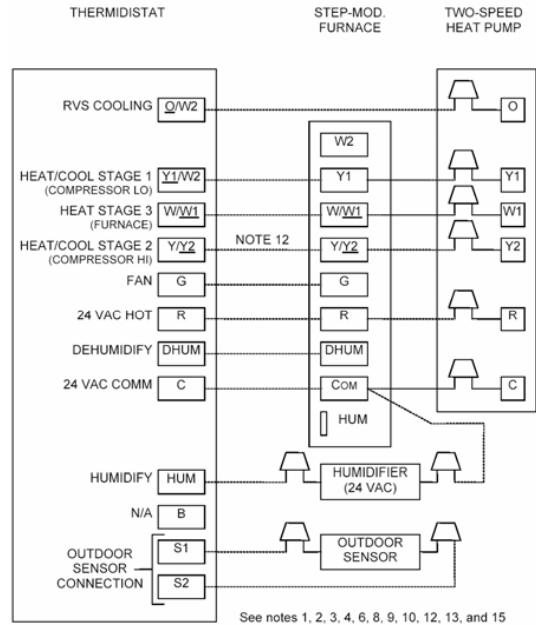 THERMIDISTAT
STEP-MOD. FURNACE
TWO-SPEED HEAT PUMP
RVS COOLING O/W2 O
W2
HEAT/COOL STAGE 1 Y1/W2 Y1 Y1
(COMPRESSOR LO)
HEAT STAGE 3 W/W1 W/W1 W1
(FURNACE)
HEAT/COOL STAGE 2 Y/Y2 NOTE 12 Y/Y2 Y2
(COMPRESSOR HI)
FAN G G
24 VAC HOT R R R
DEHUMIDIFY DHUM DHUM
24 VAC COMM C COM C
HUM
HUMIDIFY HUM HUMIDIFIER
(24 VAC)
N/A B
OUTDOOR
SENSOR
CONNECTION
S1
S2
OUTDOOR
SENSOR
See notes 1, 2, 3, 4, 6, 8, 9, 10, 12, 13, and 15